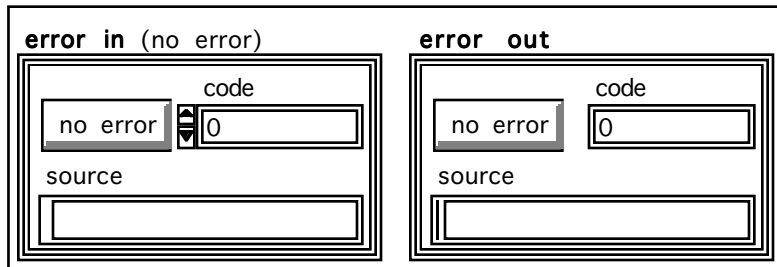 error in (no error)
code
no error
0
source
error out
code
no error
0
source